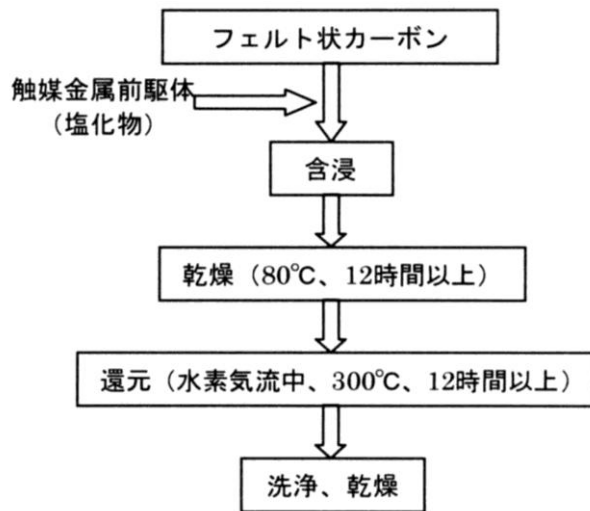 フェルト状カーボン
触媒金属前駆体
（塩化物）
含浸
乾燥（80℃、12時間以上）
還元（水素気流中、300℃、12時間以上）
洗浄、乾燥